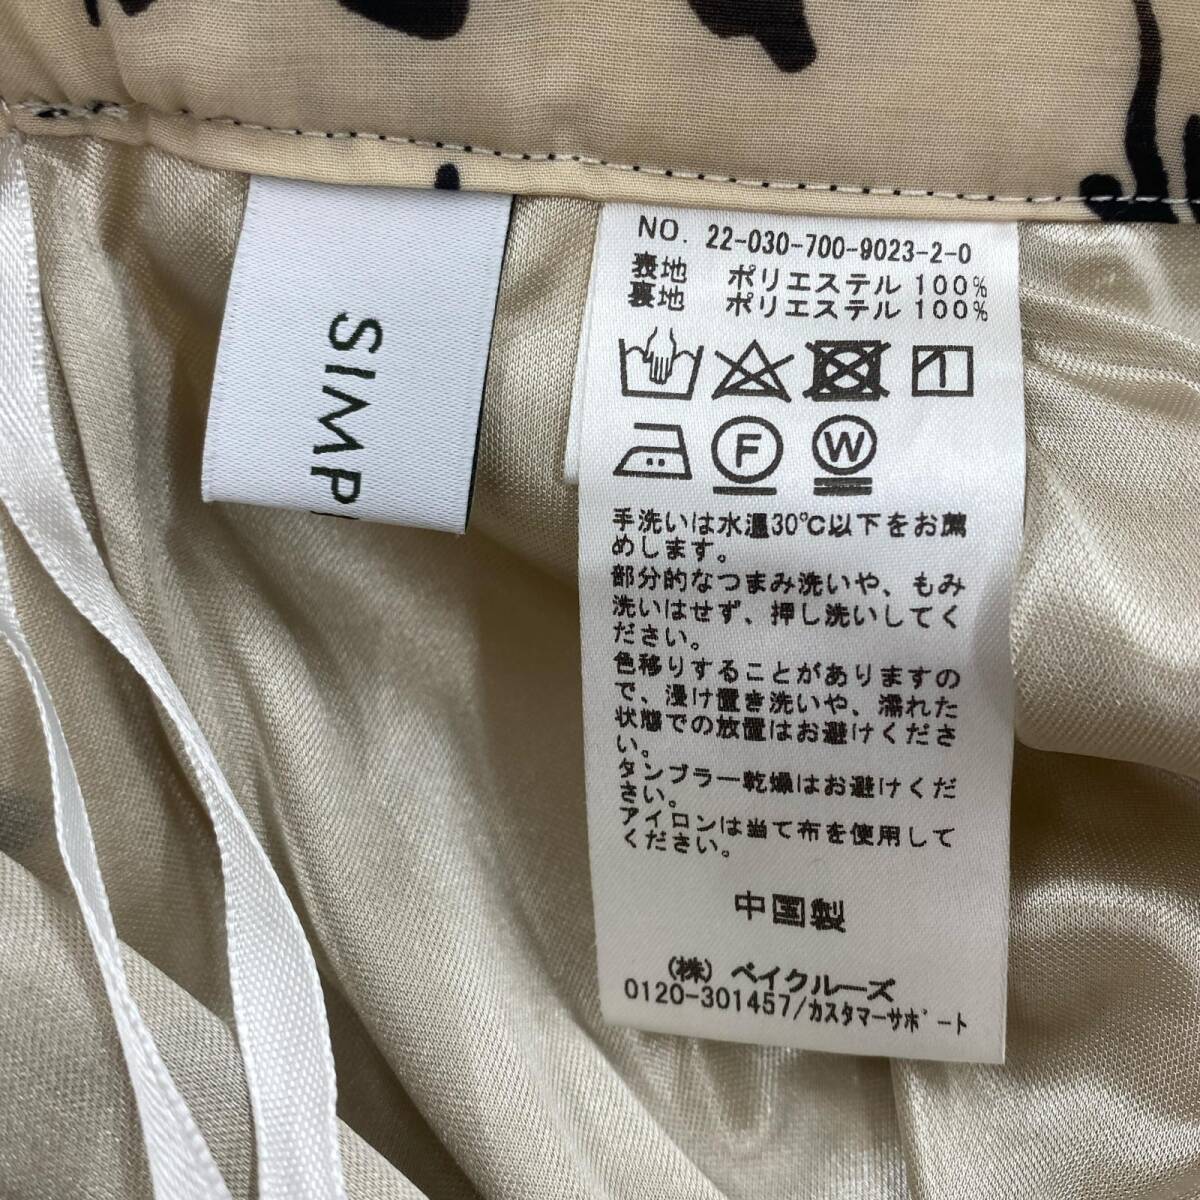 SIMP
NO. 22-030-700-9023-2-0
表地 ポリエステル 100%
裏地 ポリエステル 100%
F
W
手洗いは水温30℃以下をお薦
めします。
部分的なつまみ洗いや、もみ
洗いはせず、押し洗いしてく
ださい。
色移りすることがありますの
で、浸け置き洗いや、濡れた
状態での放置はお避けくださ
い。
タンブラー乾燥はお避けくだ
さい。
アイロンは当て布を使用して
ください。
中国製
(株) ベイクルーズ
0120-301457/カスタマーサポート